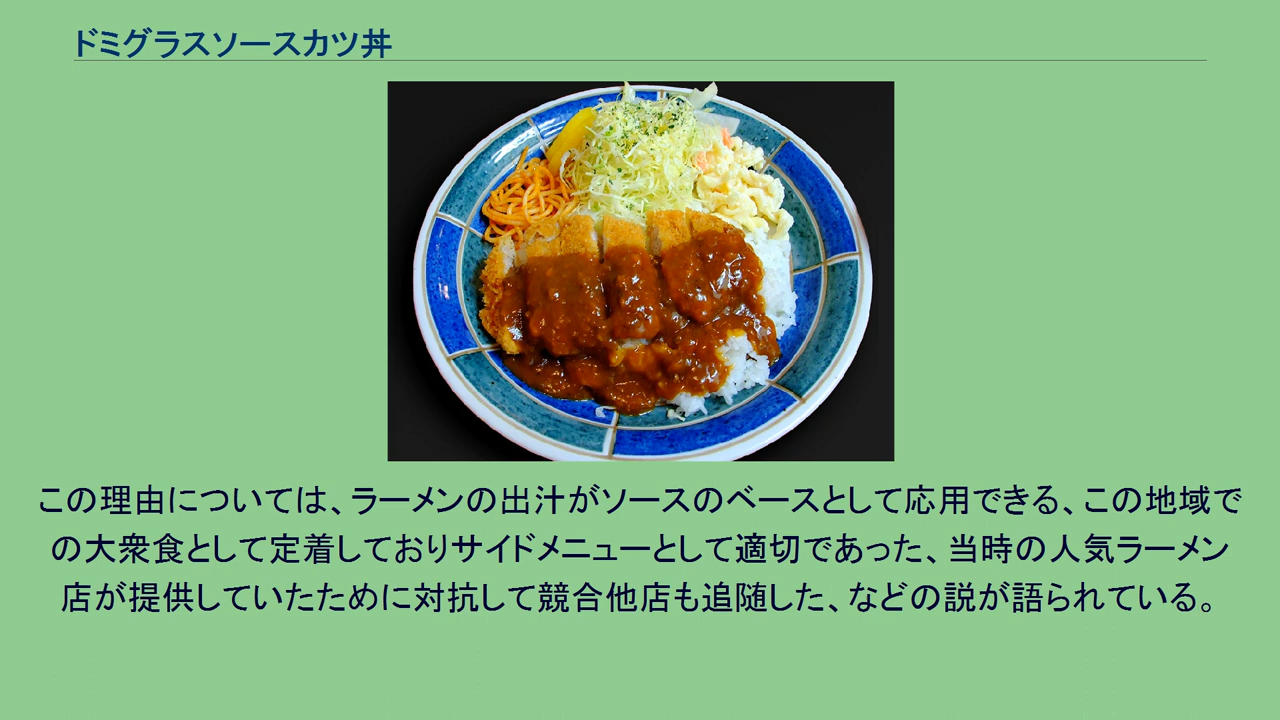 ドミグラスソースカツ丼
この理由については、ラーメンの出汁がソースのベースとして応用できる、この地域で
の大衆食として定着しておりサイドメニューとして適切であった、当時の人気ラーメン
店が提供していたために対抗して競合他店も追随した、などの説が語られている。